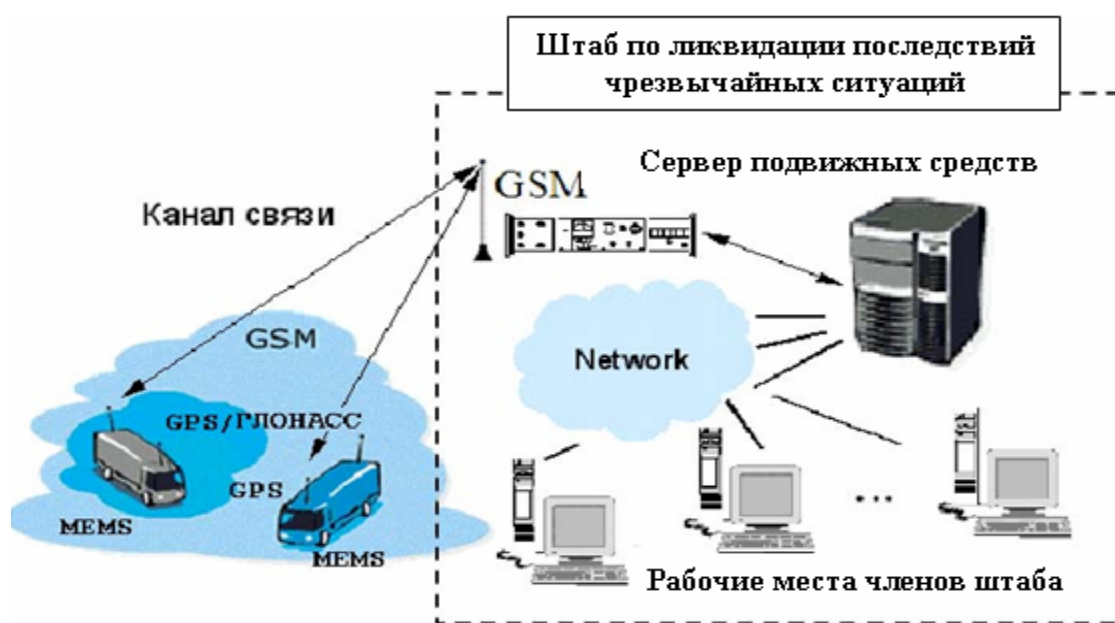 Штаб по ликвидации последствий
чрезвычайных ситуаций
Сервер подвижных средств
GSM
Канал связи
GSM
Network
GPS/ГЛОНАСС
GPS
MEMS
MEMS
...
Рабочие места членов штаба